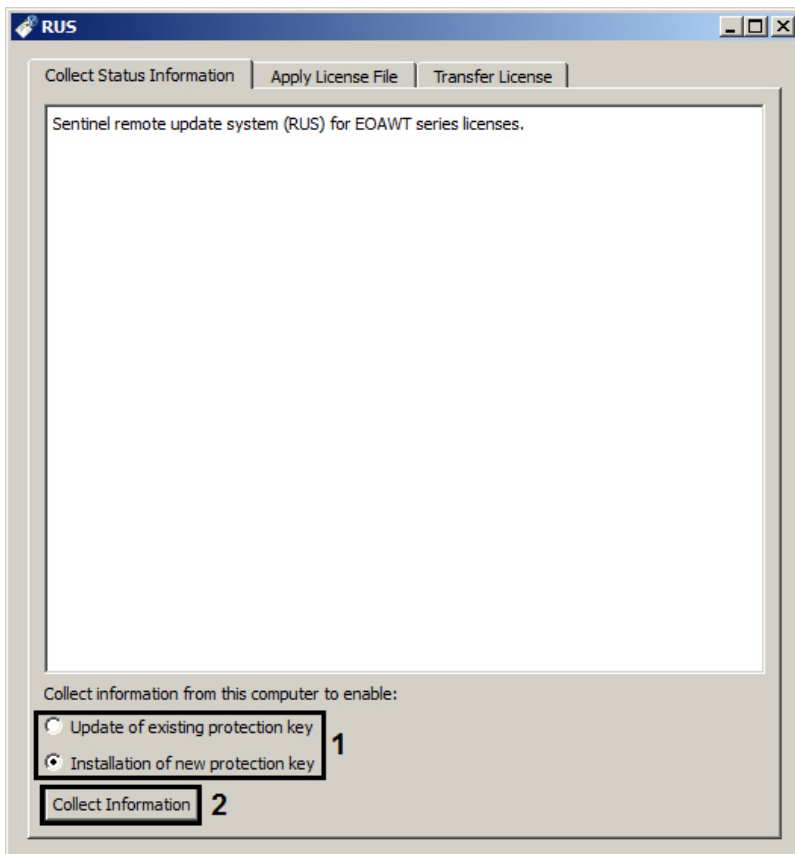 RUS
Collect Status Information Apply License File Transfer License
Sentinel remote update system (RUS) for EOAWT series licenses.
Collect information from this computer to enable:
Update of existing protection key
1
Installation of new protection key
Collect Information 2